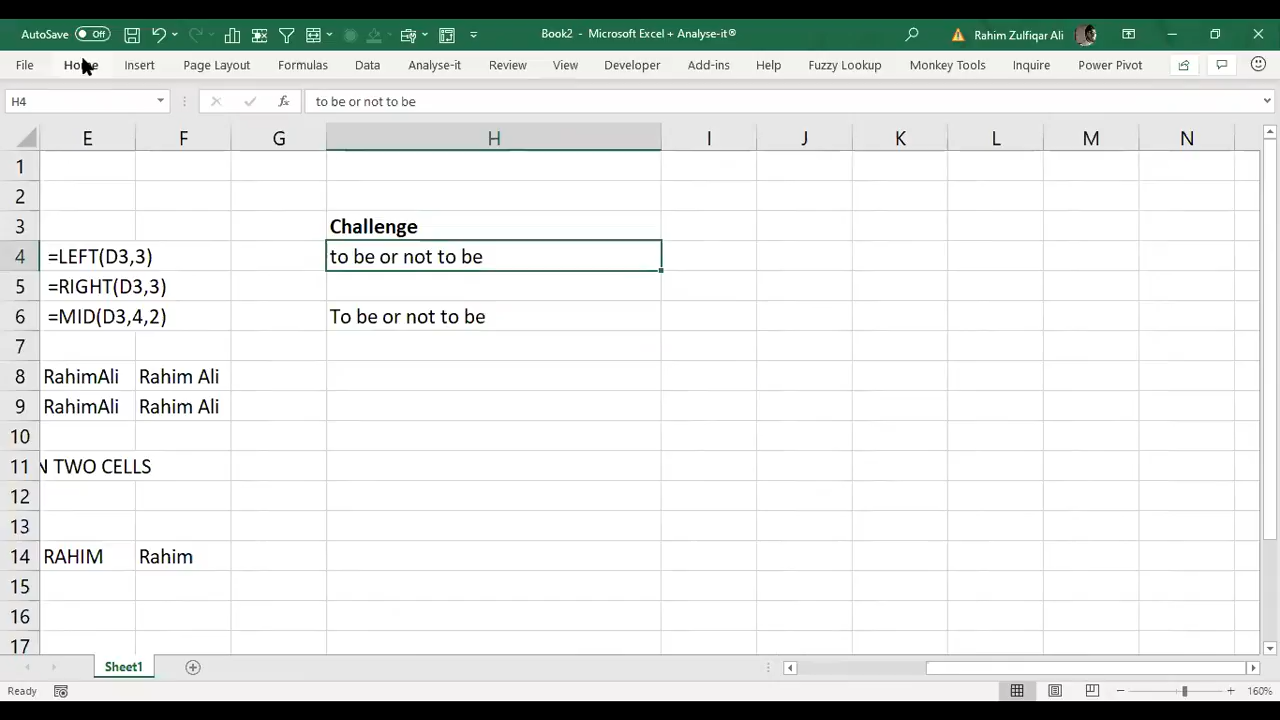 AutoSave Off Book2 - Microsoft Excel + Analyse-it® Rahim Zulfiqar Ali
File Home Insert Page Layout Formulas Data Analyse-it Review View Developer Add-ins Help Fuzzy Lookup Monkey Tools Inquire Power Pivot
H4 fx to be or not to be
E F G H I J K L M N
1
2
3 Challenge
4 =LEFT(D3,3) to be or not to be
5 =RIGHT(D3,3)
6 =MID(D3,4,2) To be or not to be
7
8 RahimAli Rahim Ali
9 RahimAli Rahim Ali
10
11 N TWO CELLS
12
13
14 RAHIM Rahim
15
16
17
Sheet1
Ready 160%